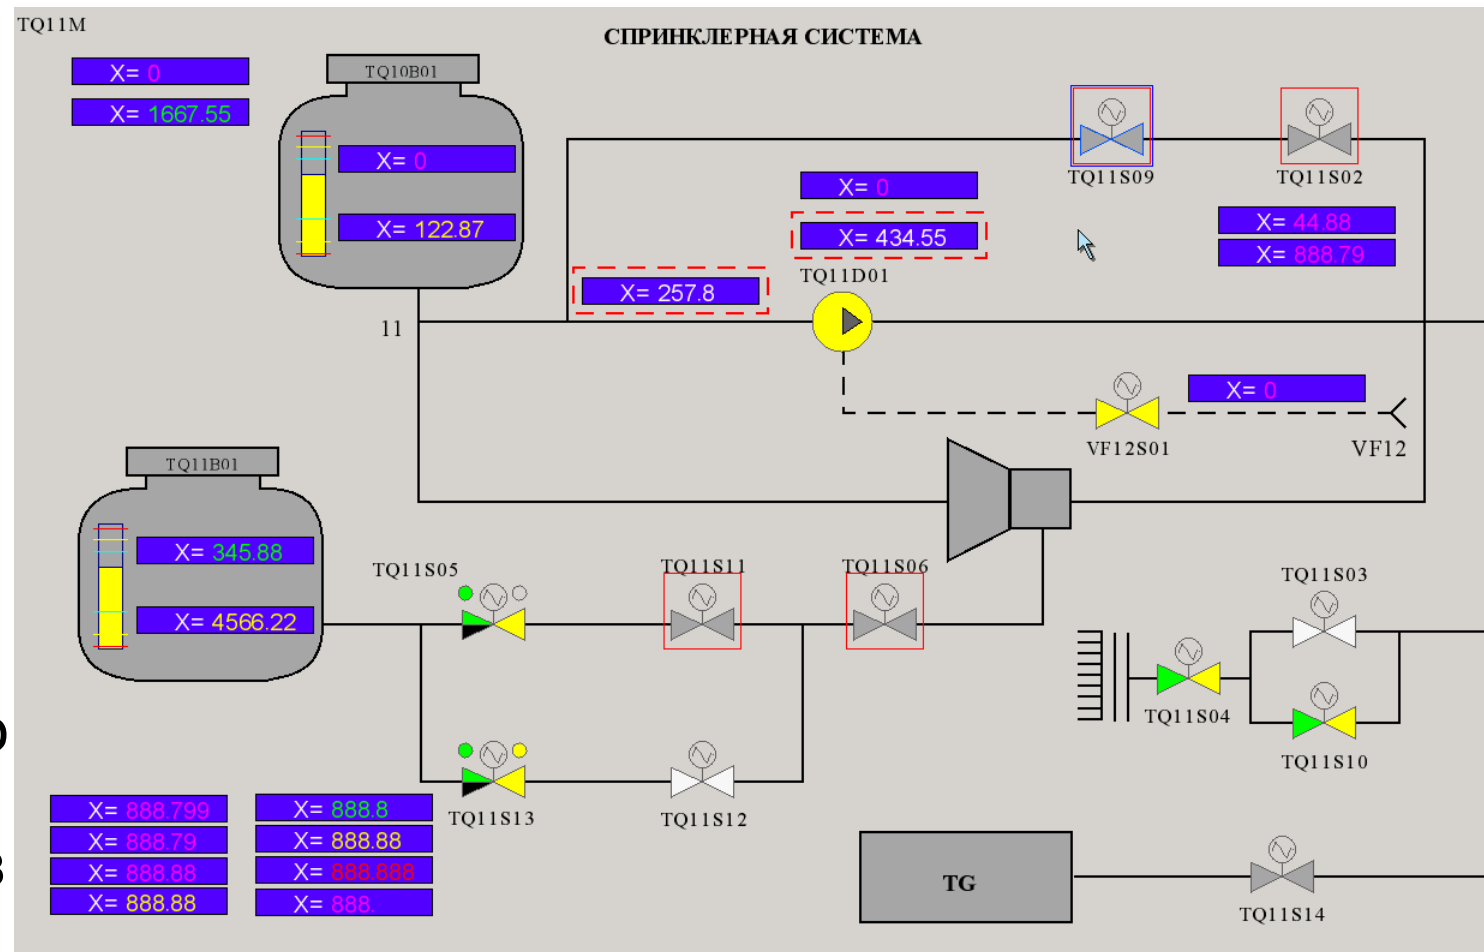 TQ11M
СПРИНКЛЕРНАЯ СИСТЕМА
X= 0
X= 1667.55
TQ10B01
X= 0
X= 122.87
TQ11S09
TQ11S02
X= 0
X= 434.55
X= 44.88
X= 888.79
TQ11D01
X= 257.8
11
X= 0
VF12S01
VF12
TQ11B01
X= 345.88
X= 4566.22
TQ11S05
TQ11S11
TQ11S06
TQ11S03
TQ11S04
TQ11S10
TQ11S13
TQ11S12
X= 888.799
X= 888.8
X= 888.79
X= 888.88
X= 888.88
X= 888.888
X= 888.88
X= 888.
TG
TQ11S14